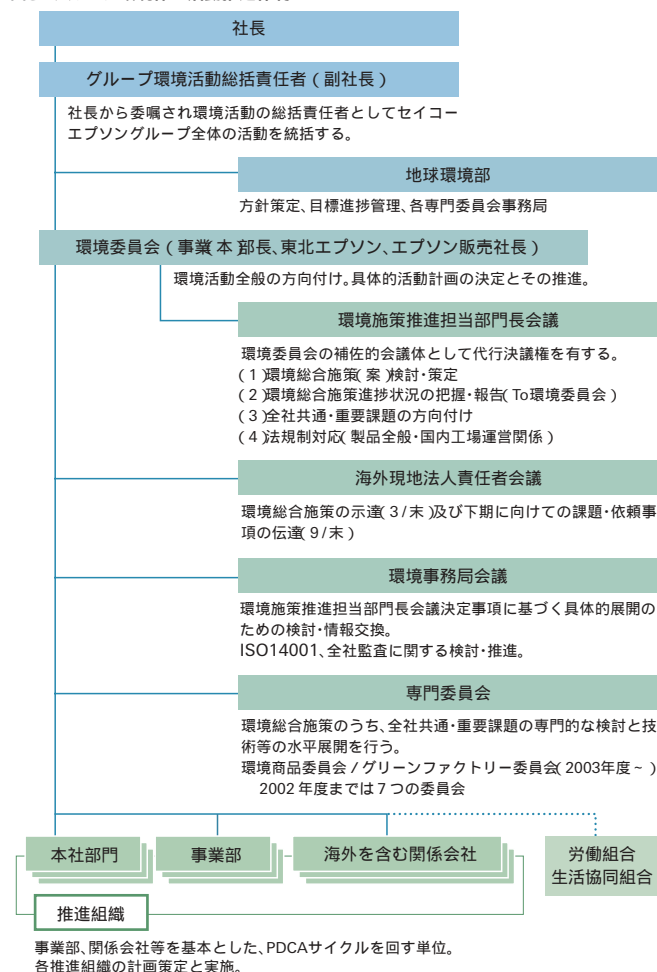 社長
グループ環境活動総括責任者（副社長）
社長から委嘱され環境活動の総括責任者としてセイコー
エプソングループ全体の活動を統括する。
地球環境部
方針策定、目標進捗管理、各専門委員会事務局
環境委員会（事業（本）部長、東北エプソン、エプソン販売社長）
環境活動全般の方向付け。具体的活動計画の決定とその推進。
環境施策推進担当部門長会議
環境委員会の補佐的会議体として代行決議権を有する。
(1)環境総合施策(案)検討・策定
(2)環境総合施策進捗状況の把握・報告(To環境委員会)
(3)全社共通・重要課題の方向付け
(4)法規制対応(製品全般・国内工場運営関係)
海外現地法人責任者会議
環境総合施策の示達(3/末)及び下期に向けての課題・依頼事
項の伝達(9/末)
環境事務局会議
環境施策推進担当部門長会議決定事項に基づく具体的展開の
ための検討・情報交換。
ISO14001、全社監査に関する検討・推進。
専門委員会
環境総合施策のうち、全社共通・重要課題の専門的な検討と技
術等の水平展開を行う。
環境商品委員会/グリーンファクトリー委員会(2003年度~)
2002年度までは7つの委員会
本社部門 事業部 海外を含む関係会社 労働組合
生活協同組合
推進組織
事業部、関係会社等を基本とした、PDCAサイクルを回す単位。
各推進組織の計画策定と実施。